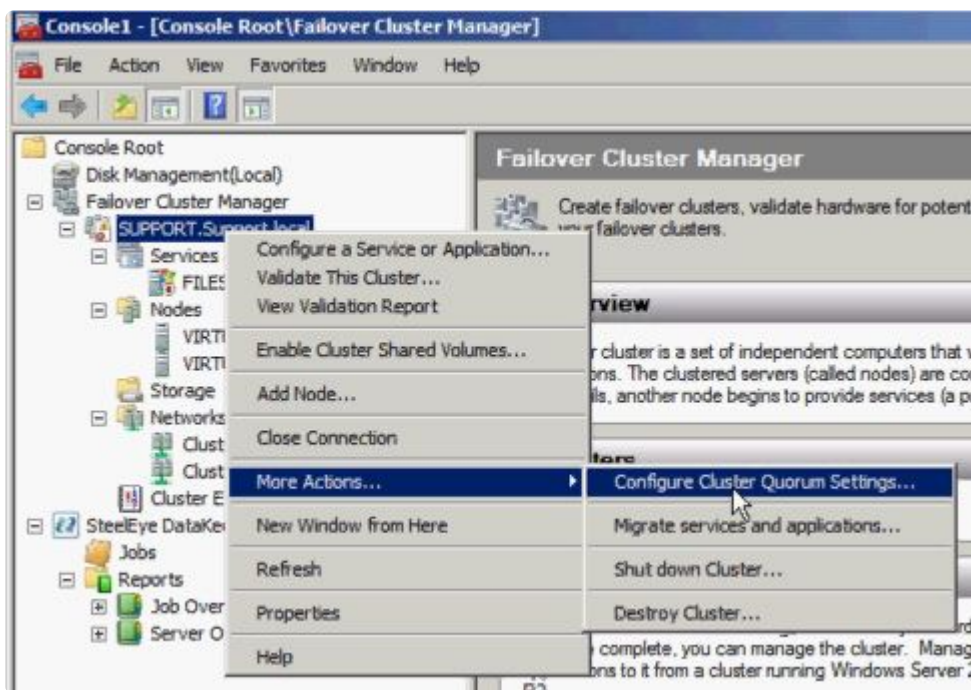 Console1 - [Console Root\Failover Cluster Manager]
File Action View Favorites Window Help
Console Root
Disk Management(Local)
Failover Cluster Manager
SUPPORT.Support.local
Services
FILES
Nodes
VIRTU
VIRTU
Storage
Networks
Clust
Clust
Cluster E
SteelEye DataKe
Jobs
Reports
Job Over
Server O
Configure a Service or Application...
Validate This Cluster...
View Validation Report
Enable Cluster Shared Volumes...
Add Node...
Close Connection
More Actions...
New Window from Here
Refresh
Properties
Help
Configure Cluster Quorum Settings...
Migrate services and applications...
Shut down Cluster...
Destroy Cluster...
Failover Cluster Manager
Create failover clusters, validate hardware for potent
your failover clusters.
rview
r cluster is a set of independent computers that
ons. The clustered servers (called nodes) are co
ils, another node begins to provide services (a p
complete, you can manage the cluster. Manag
ons to it from a cluster running Windows Server 2